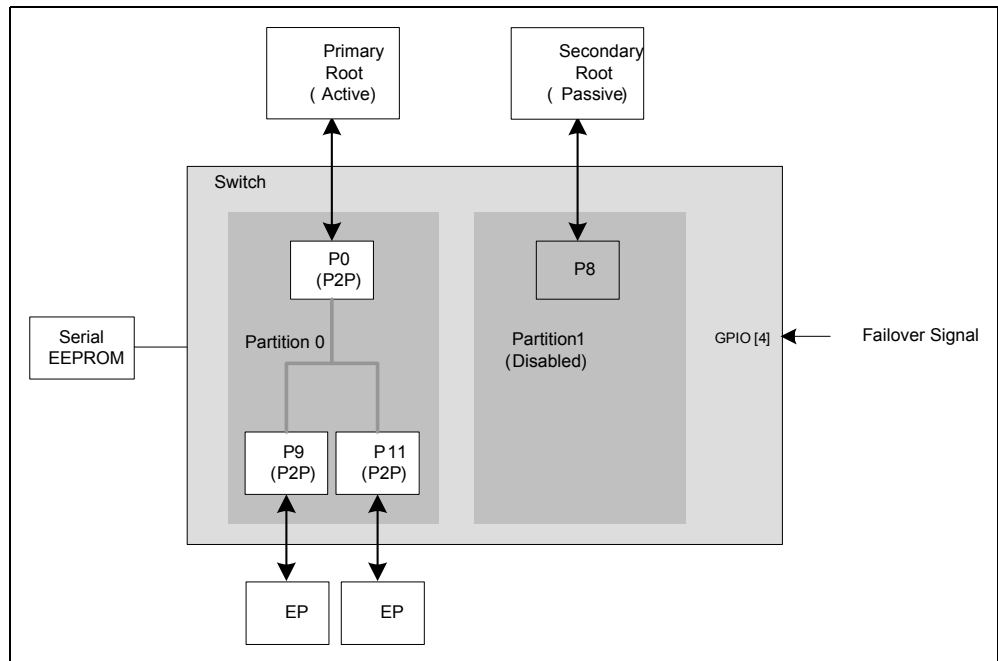 Primary
Root
( Active)
Secondary
Root
( Passive)
Switch
P0
(P2P)
P8
Serial
EEPROM
Partition 0
Partition1
(Disabled)
GPIO [4]
Failover Signal
P9
(P2P)
P11
(P2P)
EP
EP